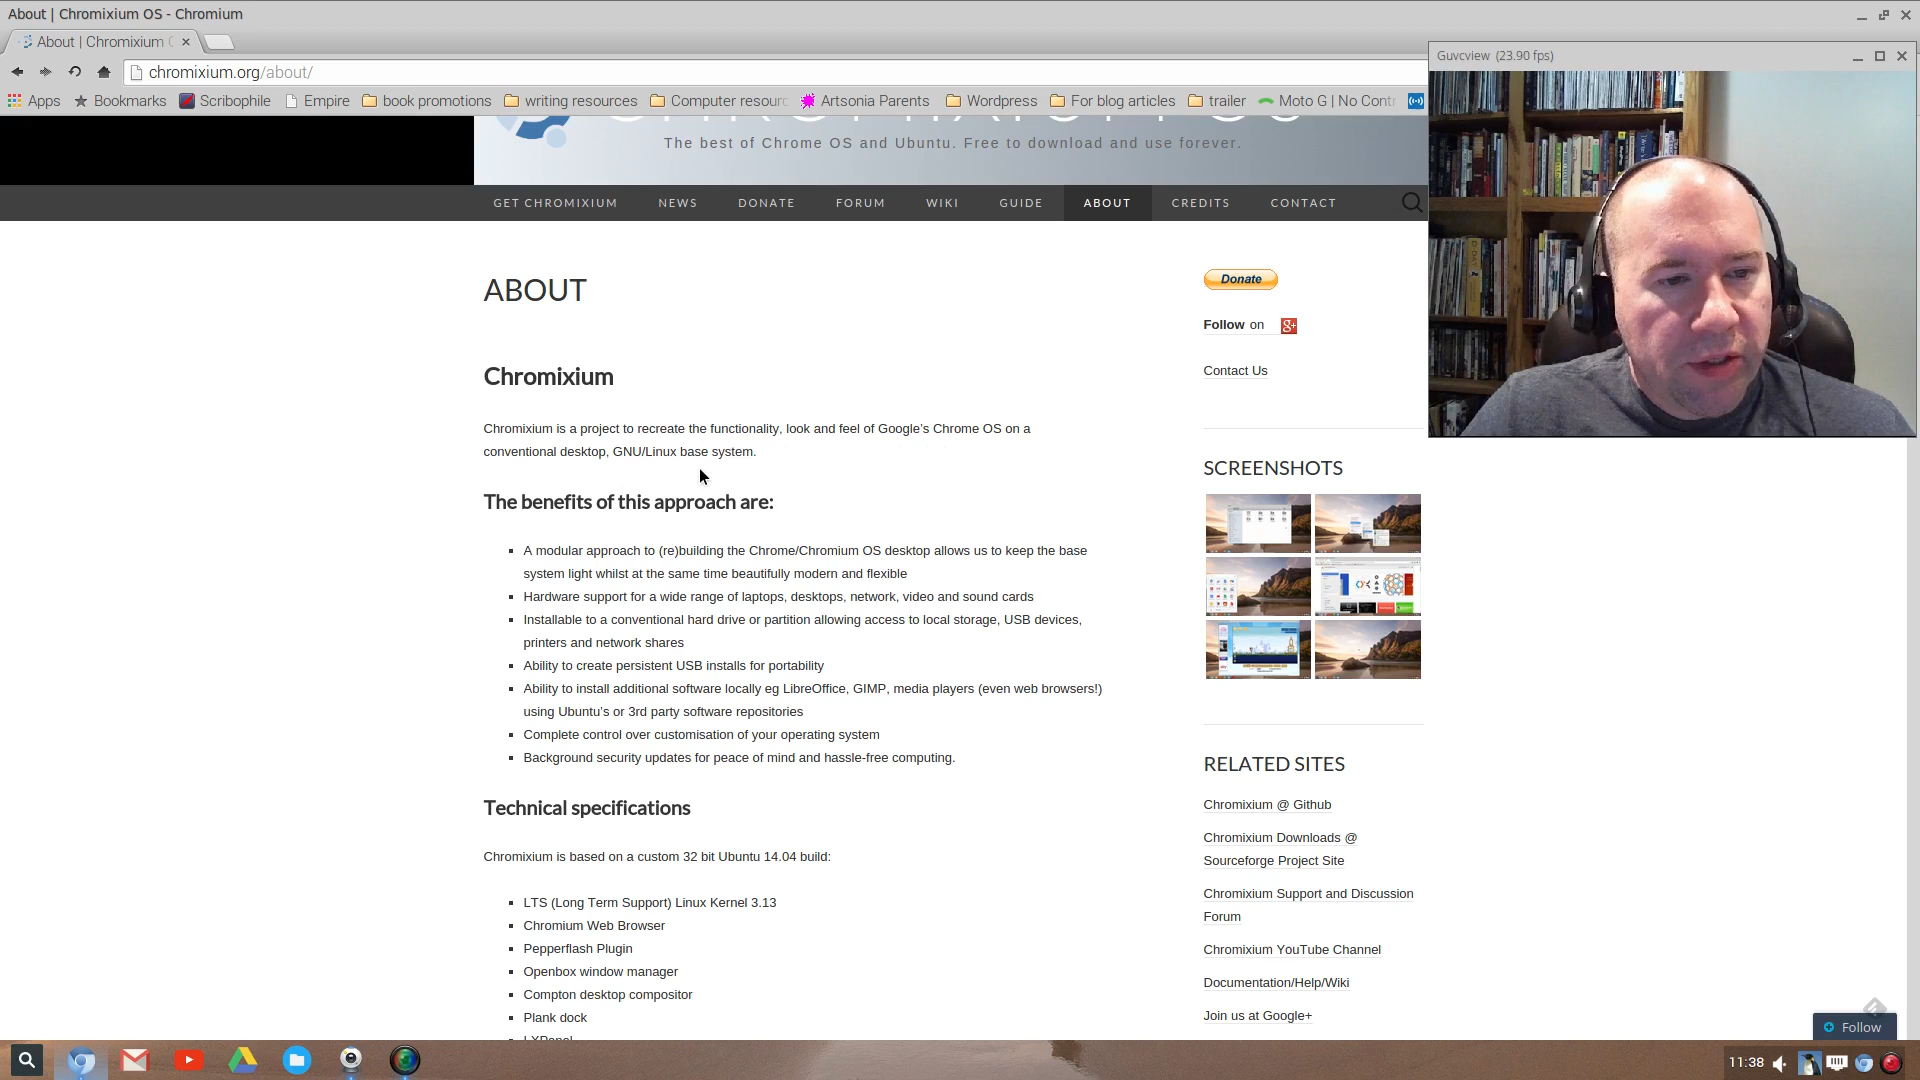 About | Chromixium OS - Chromium
About | Chromixium
chromixium.org/about/
Apps Bookmarks Scribophile Empire book promotions writing resources Computer resourc Artsonia Parents Wordpress For blog articles trailer Moto G | No Contr
Guvcview (23.90 fps)
The best of Chrome OS and Ubuntu. Free to download and use forever.
GET CHROMIXIUM NEWS DONATE FORUM WIKI GUIDE ABOUT CREDITS CONTACT
ABOUT
Chromixium
Chromixium is a project to recreate the functionality, look and feel of Google's Chrome OS on a
conventional desktop, GNU/Linux base system.
The benefits of this approach are:
A modular approach to (re)building the Chrome/Chromium OS desktop allows us to keep the base
system light whilst at the same time beautifully modern and flexible
Hardware support for a wide range of laptops, desktops, network, video and sound cards
Installable to a conventional hard drive or partition allowing access to local storage, USB devices,
printers and network shares
Ability to create persistent USB installs for portability
Ability to install additional software locally eg LibreOffice, GIMP, media players (even web browsers!)
using Ubuntu's or 3rd party software repositories
Complete control over customisation of your operating system
Background security updates for peace of mind and hassle-free computing.
Technical specifications
Chromixium is based on a custom 32 bit Ubuntu 14.04 build:
LTS (Long Term Support) Linux Kernel 3.13
Chromium Web Browser
Pepperflash Plugin
Openbox window manager
Compton desktop compositor
Plank dock
LXPanel
Donate
Follow on g+
Contact Us
SCREENSHOTS
RELATED SITES
Chromixium @ Github
Chromixium Downloads @
Sourceforge Project Site
Chromixium Support and Discussion
Forum
Chromixium YouTube Channel
Documentation/Help/Wiki
Join us at Google+
Follow
11:38